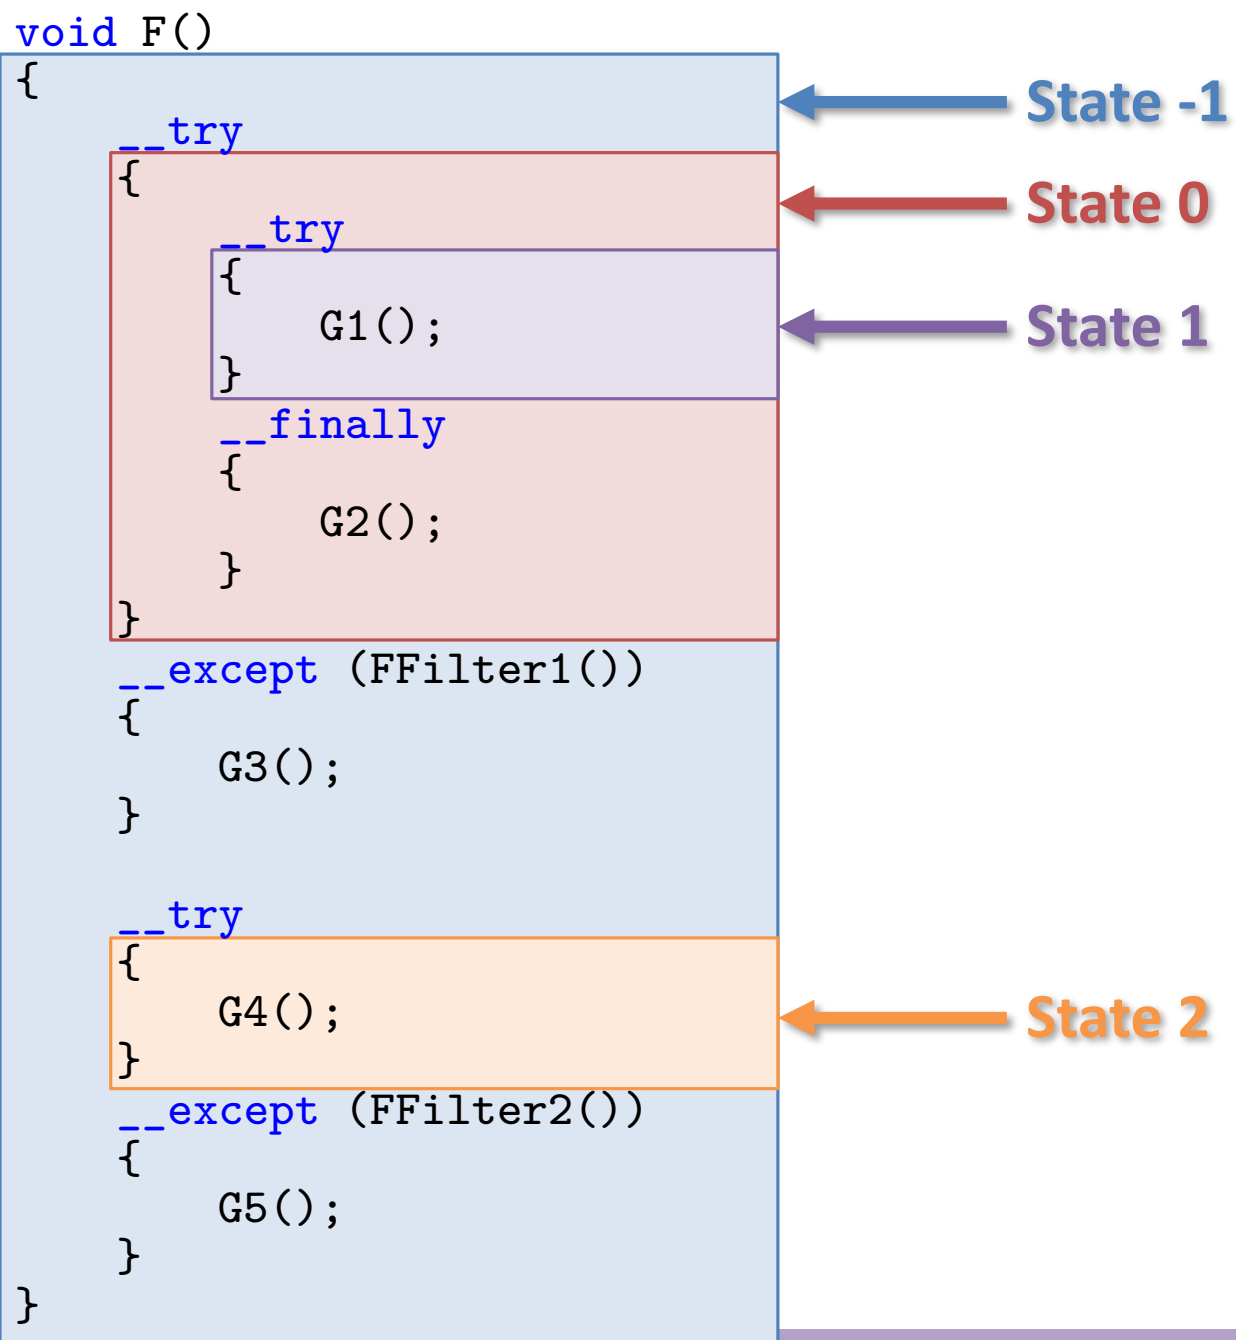 void F()
{ State -1
__try
{ State 0
__try
{
G1(); State 1
}
__finally
{
G2();
}
}
__except (FFilter1())
{
G3();
}
__try
{
G4(); State 2
}
__except (FFilter2())
{
G5();
}
}